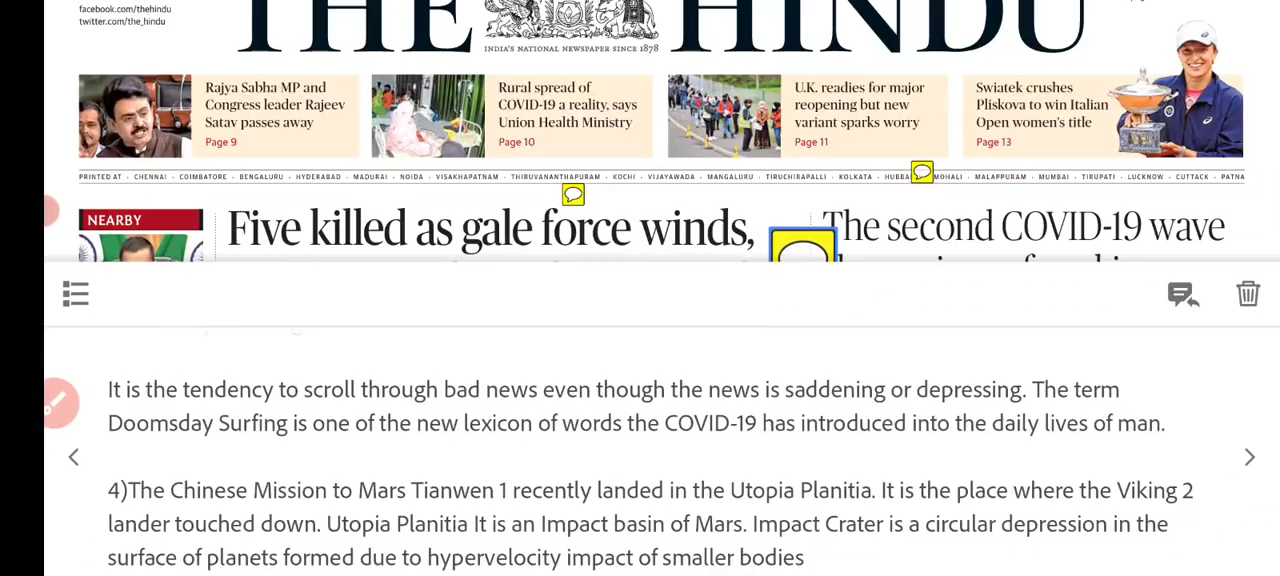 facebook.com/thehindu
twitter.com/the_hindu
THE HINDU
INDIA'S NATIONAL NEWSPAPER SINCE 1878
Rajya Sabha MP and
Congress leader Rajeev
Satav passes away
Page 9
Rural spread of
COVID-19 a reality, says
Union Health Ministry
Page 10
U.K. readies for major
reopening but new
variant sparks worry
Page 11
Swiatek crushes
Pliskova to win Italian
Open women's title
Page 13
PRINTED AT • CHENNAI • COIMBATORE • BENGALURU • HYDERABAD • MADURAI • NOIDA • VISAKHAPATNAM • THIRUVANANTHAPURAM • KOCHI • VIJAYAWADA • MANGALURU • TIRUCHIRAPALLI • KOLKATA • HUBBA MOHALI • MALAPPURAM • MUMBAI • TIRUPATI • LUCKNOW • CUTTACK • PATNA
NEARBY
Five killed as gale force winds,
The second COVID-19 wave
It is the tendency to scroll through bad news even though the news is saddening or depressing. The term
Doomsday Surfing is one of the new lexicon of words the COVID-19 has introduced into the daily lives of man.
4)The Chinese Mission to Mars Tianwen 1 recently landed in the Utopia Planitia. It is the place where the Viking 2
lander touched down. Utopia Planitia It is an Impact basin of Mars. Impact Crater is a circular depression in the
surface of planets formed due to hypervelocity impact of smaller bodies